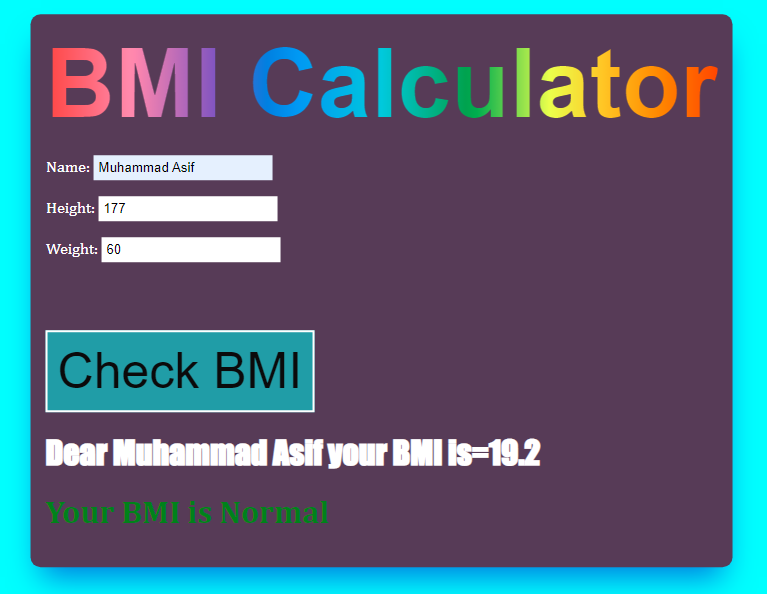 BMI Calculator
Name: Muhammad Asif
Height: 177
Weight: 60
Check BMI
Dear Muhammad Asif your BMI is=19.2
Your BMI is Normal